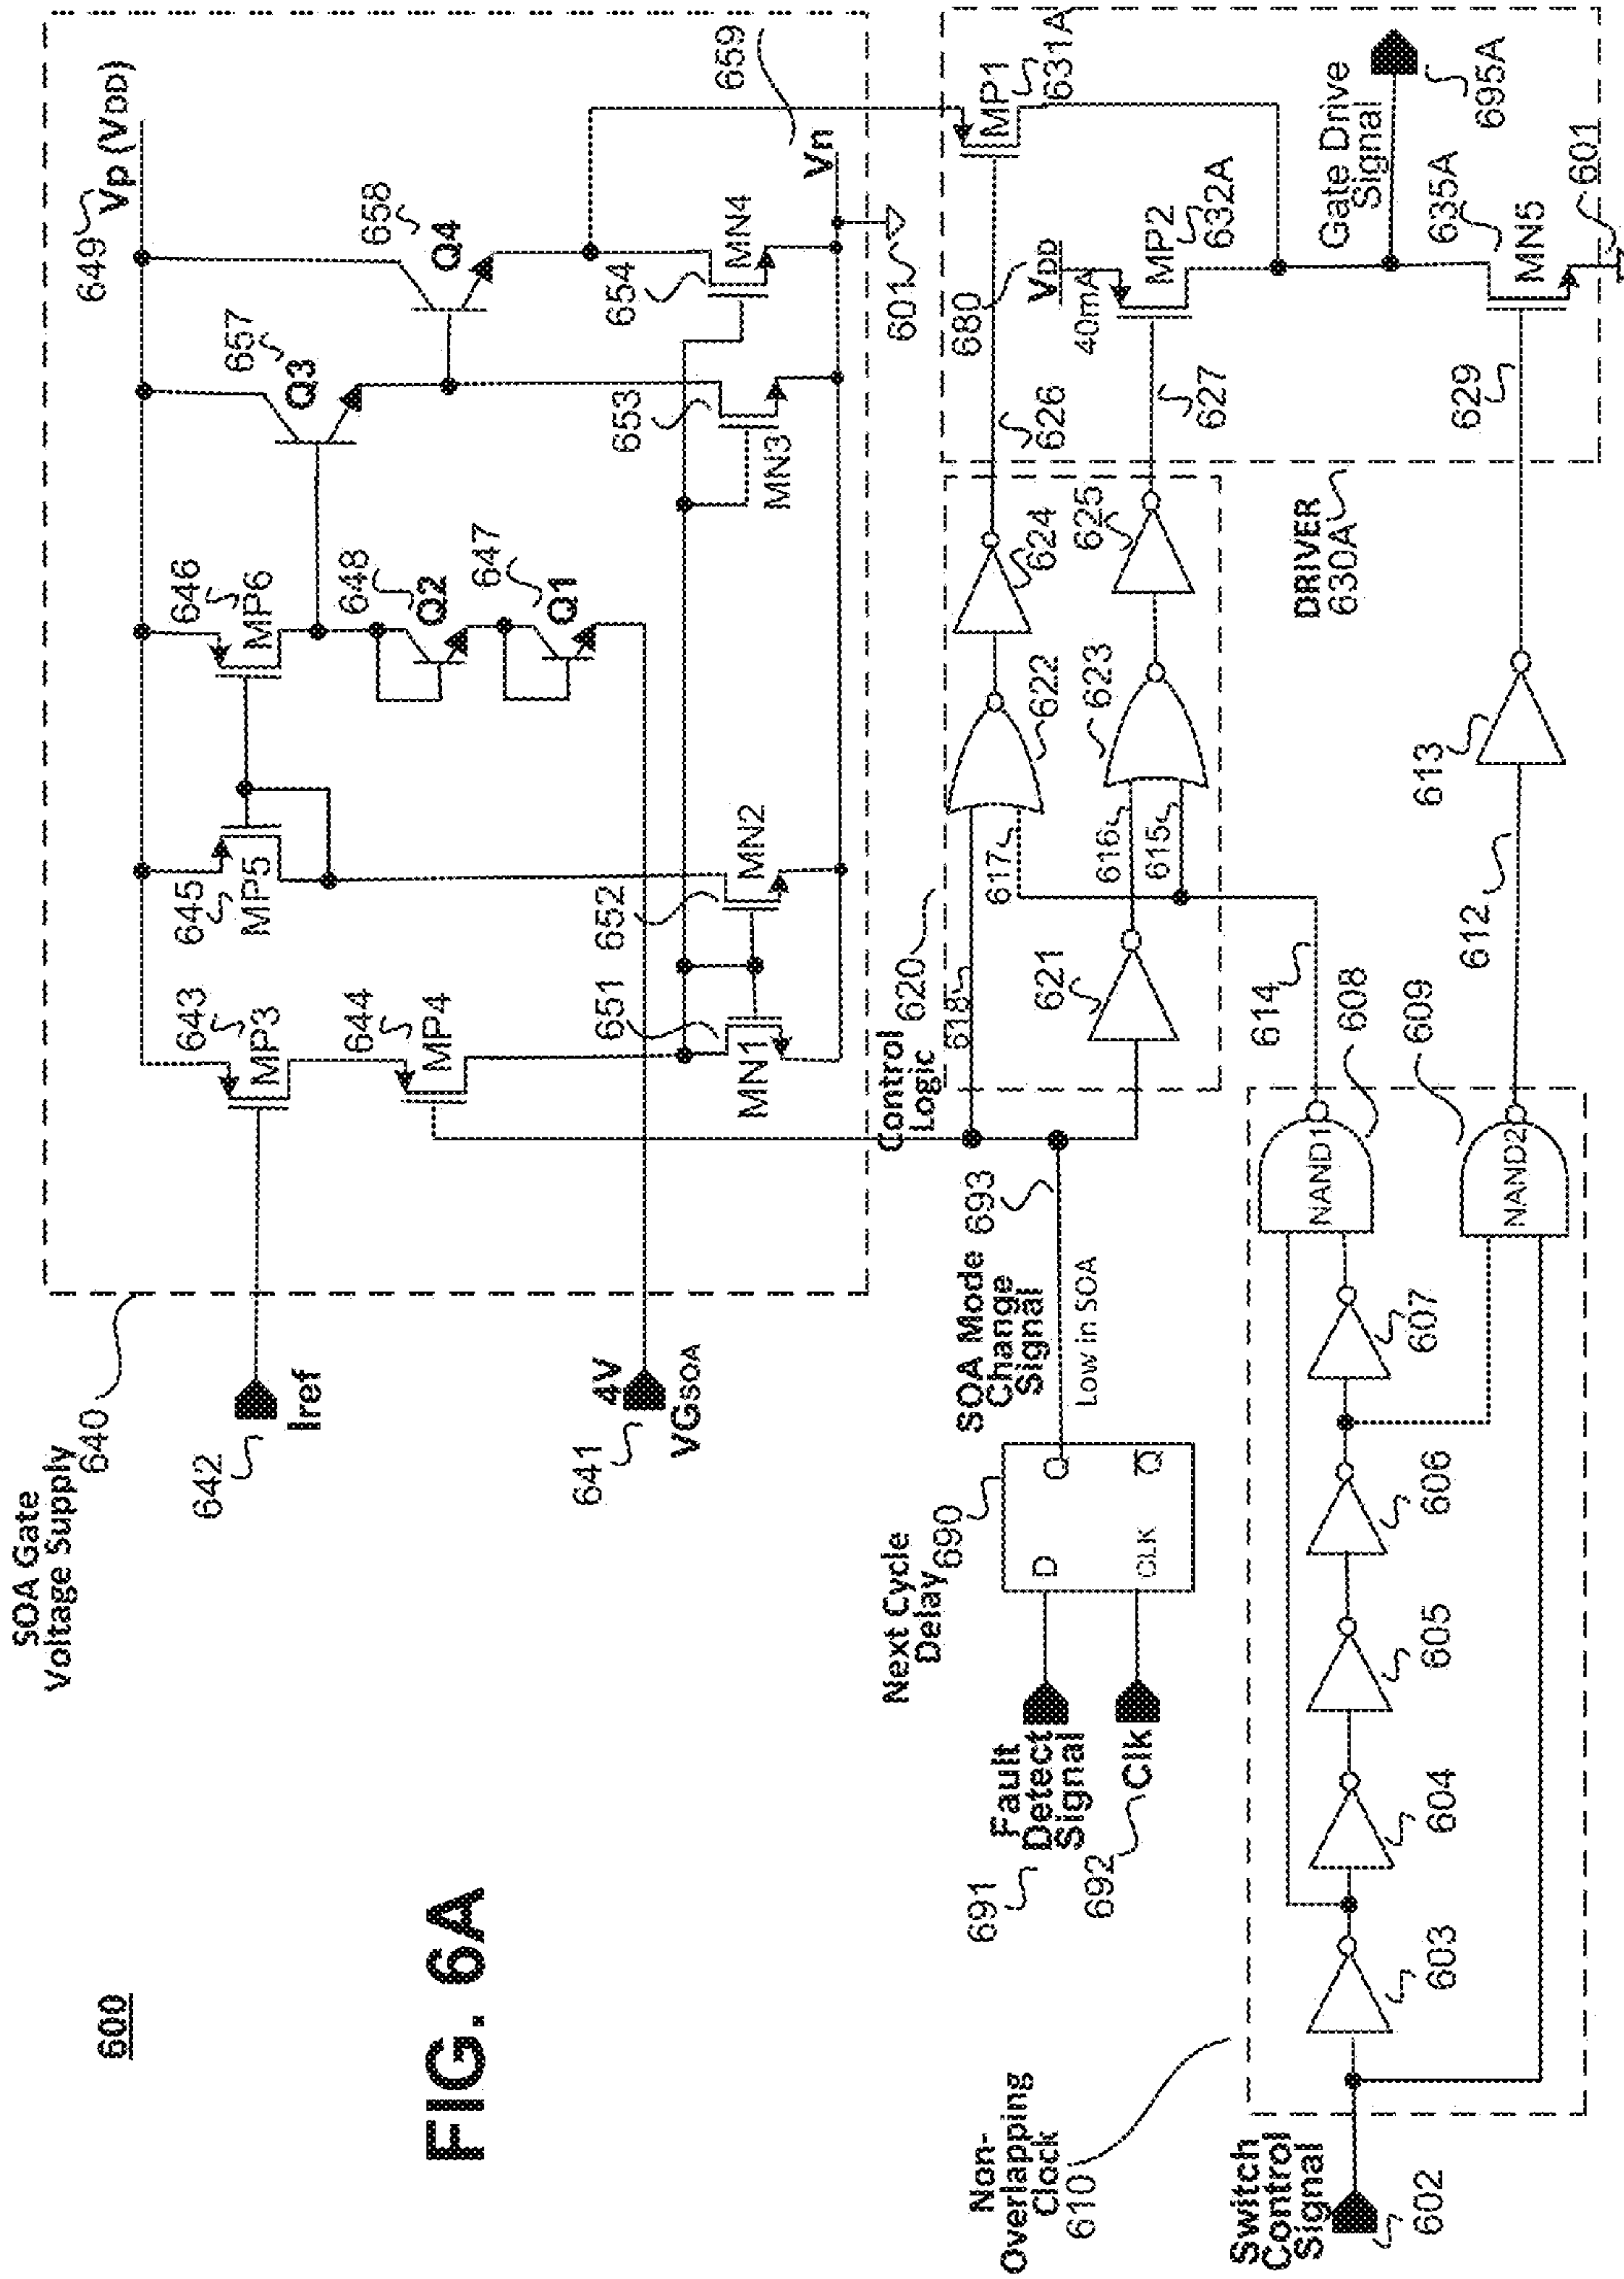 600
FIG. 6A
SOA Gate
Voltage Supply
640
642
Iref
641
4V
VGSOA
649
Vp (VDD)
643
MP3
644
MP4
645
MP5
646
MP6
648
Q2
647
Q1
657
Q3
658
Q4
651
MN1
652
MN2
653
MN3
654
MN4
659
Vn
601
Next Cycle
Delay
690
D
Q
CLK
Q
Fault
Detect
Signal
691
Clk
692
SOA Mode
Change
Signal
693
Low in SOA
Control
Logic
620
618
617
616
615
621
622
623
624
625
626
627
629
DRIVER
630A
MP1
631A
680
VDD
40mA
MP2
632A
Gate Drive
Signal
695A
635A
MN5
601
Non-
Overlapping
Clock
610
Switch
Control
Signal
602
603
604
605
606
607
NAND1
608
NAND2
609
614
612
613